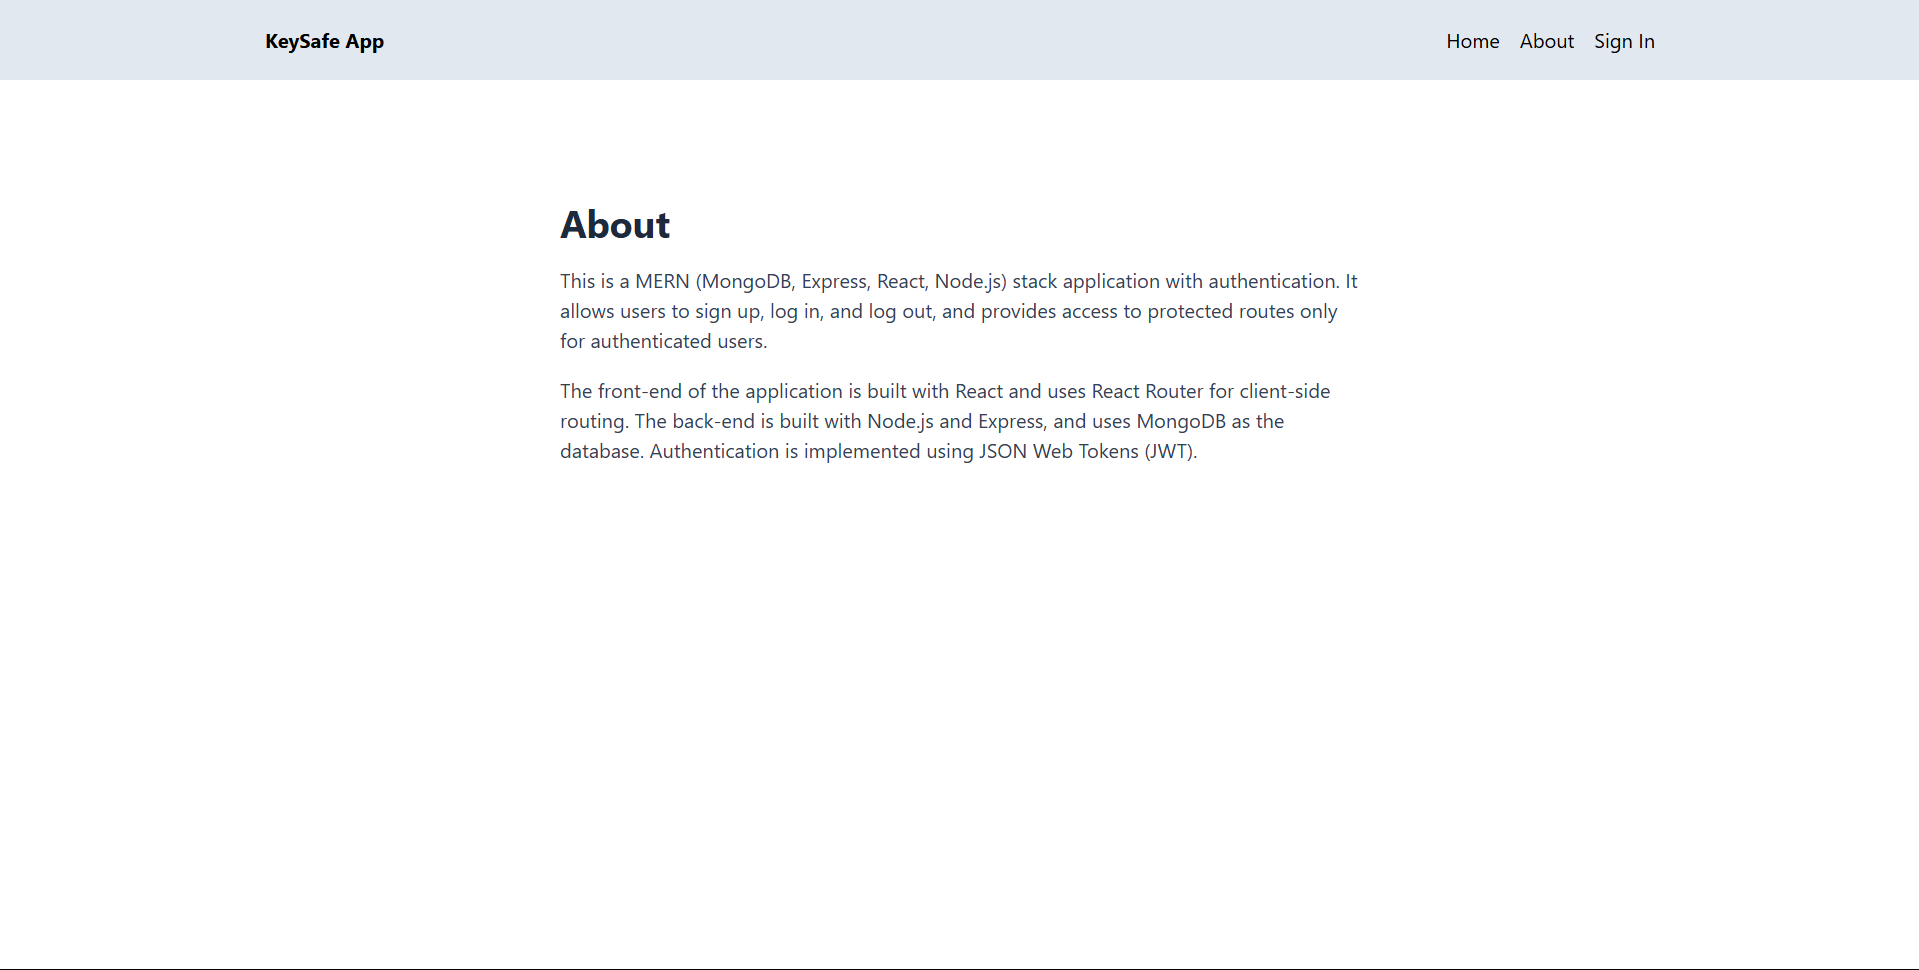 KeySafe App
Home About Sign In
About
This is a MERN (MongoDB, Express, React, Node.js) stack application with authentication. It
allows users to sign up, log in, and log out, and provides access to protected routes only
for authenticated users.
The front-end of the application is built with React and uses React Router for client-side
routing. The back-end is built with Node.js and Express, and uses MongoDB as the
database. Authentication is implemented using JSON Web Tokens (JWT).